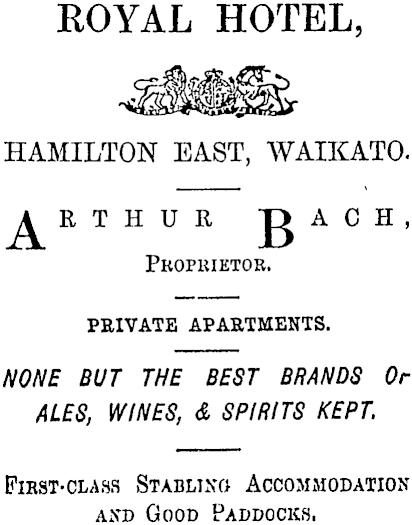 ROYAL HOTEL,
HAMILTON EAST, WAIKATO.
ARTHUR BACH,
PROPRIETOR.
PRIVATE APARTMENTS.
NONE BUT THE BEST BRANDS Or
ALES, WINES, & SPIRITS KEPT.
FIRST-CLASS STABLING ACCOMMODATION
AND GOOD PADDOCKS.